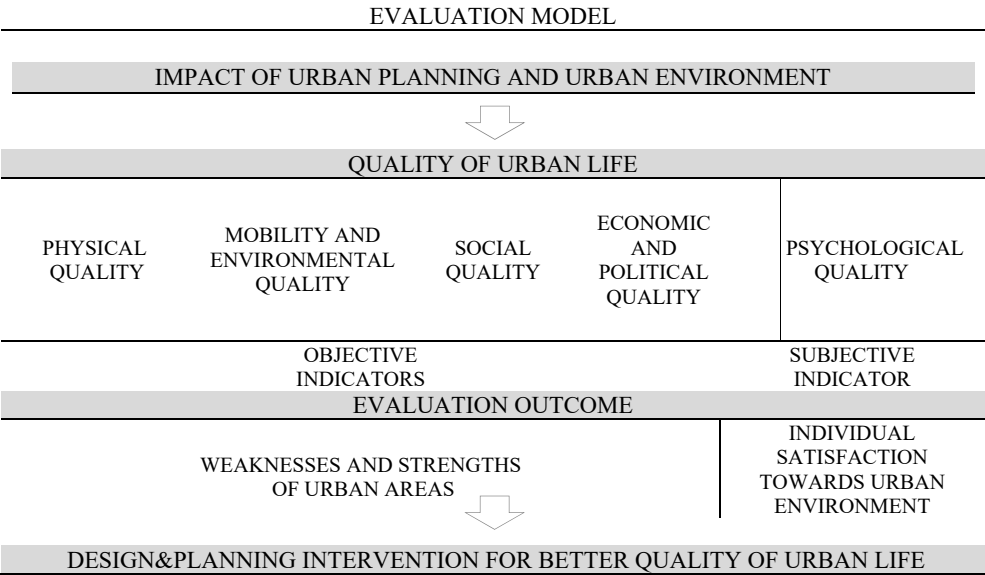 EVALUATION MODEL
IMPACT OF URBAN PLANNING AND URBAN ENVIRONMENT
QUALITY OF URBAN LIFE
PHYSICAL
QUALITY
MOBILITY AND
ENVIRONMENTAL
QUALITY
SOCIAL
QUALITY
ECONOMIC
AND
POLITICAL
QUALITY
PSYCHOLOGICAL
QUALITY
OBJECTIVE
INDICATORS
SUBJECTIVE
INDICATOR
EVALUATION OUTCOME
WEAKNESSES AND STRENGTHS
OF URBAN AREAS
INDIVIDUAL
SATISFACTION
TOWARDS URBAN
ENVIRONMENT
DESIGN&PLANNING INTERVENTION FOR BETTER QUALITY OF URBAN LIFE